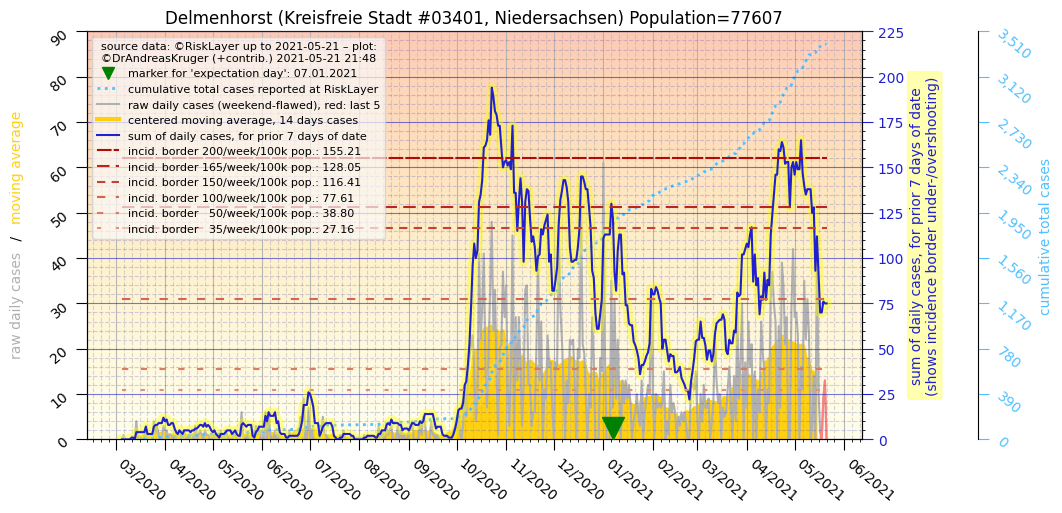 Delmenhorst (Kreisfreie Stadt #03401, Niedersachsen) Population=77607
source data: ©RiskLayer up to 2021-05-21 – plot:
©DrAndreasKruger (+contrib.) 2021-05-21 21:48
marker for 'expectation day': 07.01.2021
cumulative total cases reported at RiskLayer
raw daily cases (weekend-flawed), red: last 5
centered moving average, 14 days cases
sum of daily cases, for prior 7 days of date
incid. border 200/week/100k pop.: 155.21
incid. border 165/week/100k pop.: 128.05
incid. border 150/week/100k pop.: 116.41
incid. border 100/week/100k pop.: 77.61
incid. border   50/week/100k pop.: 38.80
incid. border   35/week/100k pop.: 27.16
raw daily cases / moving average
90
80
70
60
50
40
30
20
10
0
03/2020
04/2020
05/2020
06/2020
07/2020
08/2020
09/2020
10/2020
11/2020
12/2020
01/2021
02/2021
03/2021
04/2021
05/2021
06/2021
225
200
175
150
125
100
75
50
25
0
sum of daily cases, for prior 7 days of date
(shows incidence border under-/overshooting)
3,510
3,120
2,730
2,340
1,950
1,560
1,170
780
390
0
cumulative total cases